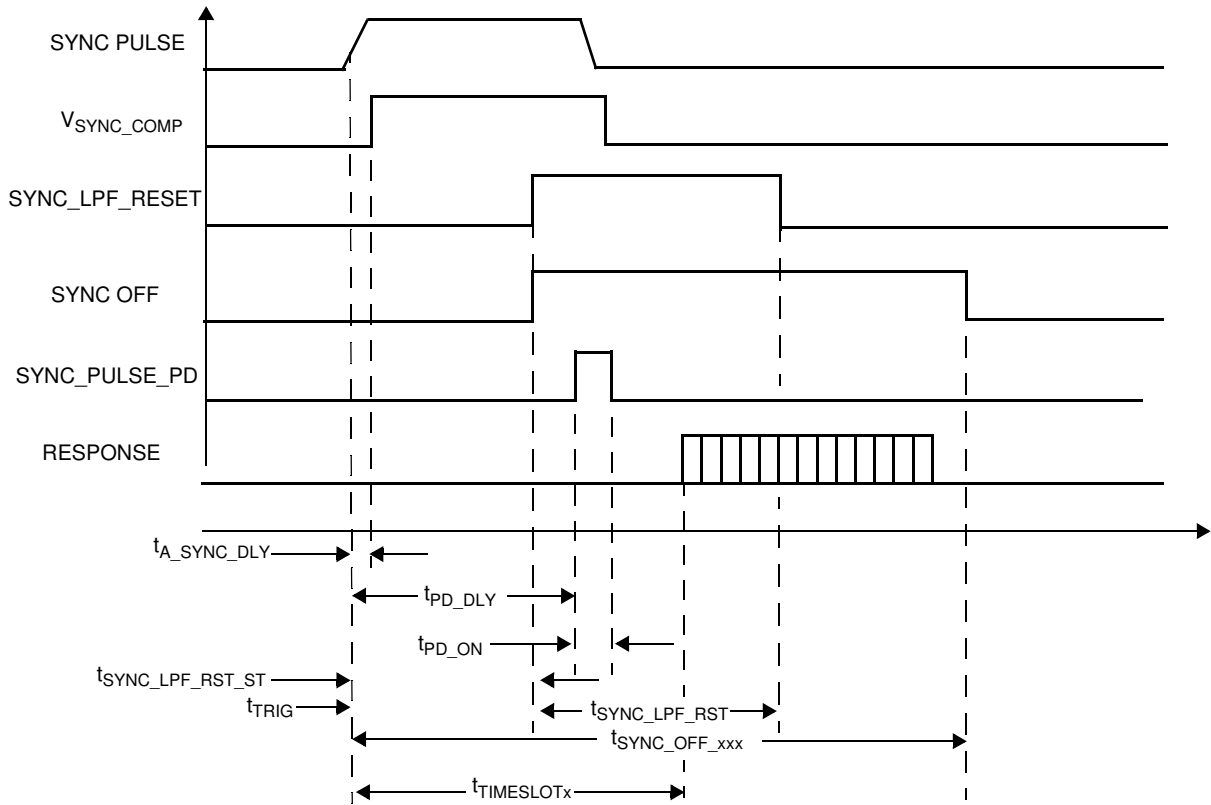 SYNC PULSE
VSYNC_COMP
SYNC_LPF_RESET
SYNC OFF
SYNC_PULSE_PD
RESPONSE
tA_SYNC_DLY
tPD_DLY
tPD_ON
tSYNC_LPF_RST_ST
tTRIG
tSYNC_LPF_RST
tSYNC_OFF_xxx
tTIMESLOTx